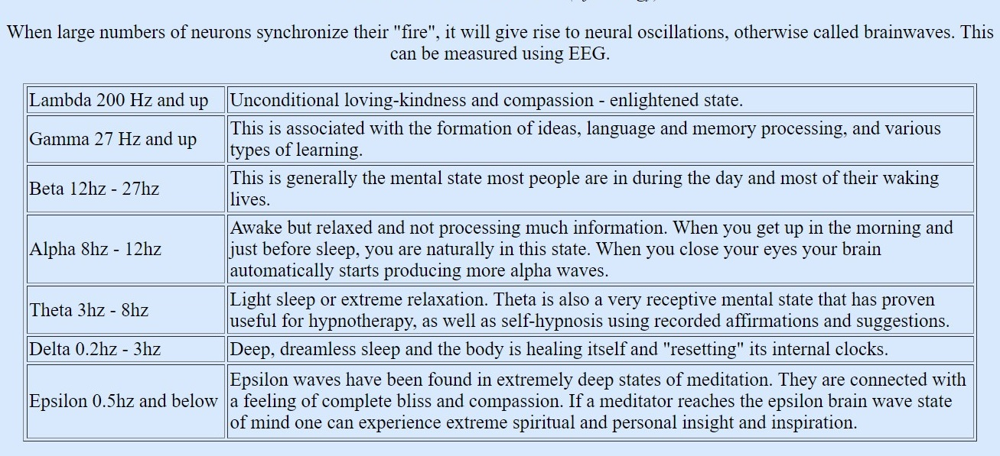 When large numbers of neurons synchronize their "fire", it will give rise to neural oscillations, otherwise called brainwaves. This
can be measured using EEG.
Lambda 200 Hz and up
Unconditional loving-kindness and compassion - enlightened state.
Gamma 27 Hz and up
This is associated with the formation of ideas, language and memory processing, and various
types of learning.
Beta 12hz - 27hz
This is generally the mental state most people are in during the day and most of their waking
lives.
Alpha 8hz - 12hz
Awake but relaxed and not processing much information. When you get up in the morning and
just before sleep, you are naturally in this state. When you close your eyes your brain
automatically starts producing more alpha waves.
Theta 3hz - 8hz
Light sleep or extreme relaxation. Theta is also a very receptive mental state that has proven
useful for hypnotherapy, as well as self-hypnosis using recorded affirmations and suggestions.
Delta 0.2hz - 3hz
Deep, dreamless sleep and the body is healing itself and "resetting" its internal clocks.
Epsilon 0.5hz and below
Epsilon waves have been found in extremely deep states of meditation. They are connected with
a feeling of complete bliss and compassion. If a meditator reaches the epsilon brain wave state
of mind one can experience extreme spiritual and personal insight and inspiration.